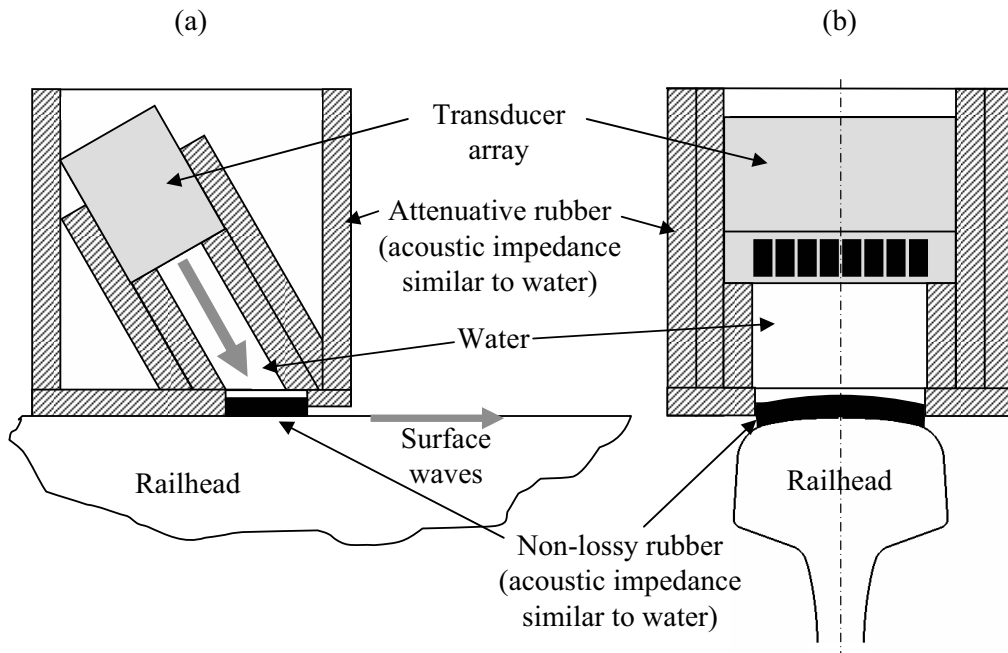 (a)
(b)
Transducer
array
Attenuative rubber
(acoustic impedance
similar to water)
Water
Surface
waves
Railhead
Railhead
Non-lossy rubber
(acoustic impedance
similar to water)